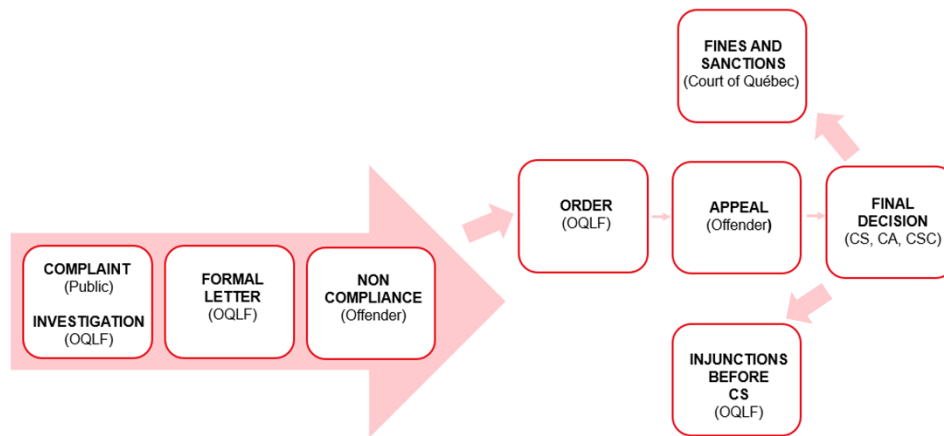 COMPLAINT
(Public)
INVESTIGATION
(OQLF)
FORMAL
LETTER
(OQLF)
NON
COMPLIANCE
(Offender)
ORDER
(OQLF)
APPEAL
(Offender)
FINAL
DECISION
(CS, CA, CSC)
FINES AND
SANCTIONS
(Court of Québec)
INJUNCTIONS
BEFORE
CS
(OQLF)